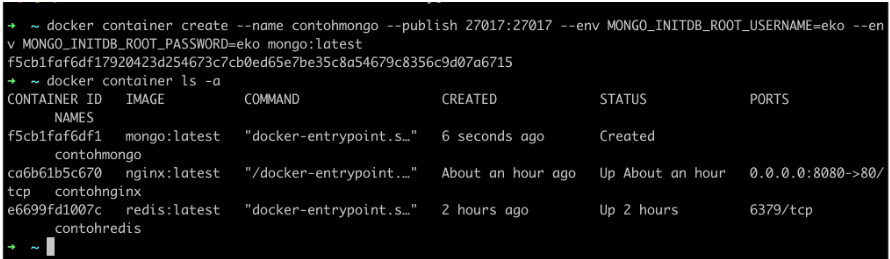 →  ~ docker container create --name contohmongo --publish 27017:27017 --env MONGO_INITDB_ROOT_USERNAME=eko --en
v MONGO_INITDB_ROOT_PASSWORD=eko mongo:latest
f5cb1faf6df17920423d254673c7cb0ed65e7be35c8a54679c8356c9d07a6715
→  ~ docker container ls -a
CONTAINER ID   IMAGE          COMMAND                  CREATED             STATUS             PORTS
      NAMES
f5cb1faf6df1   mongo:latest   "docker-entrypoint.s…"   6 seconds ago       Created
      contohmongo
ca6b61b5c670   nginx:latest   "/docker-entrypoint.…"   About an hour ago   Up About an hour   0.0.0.0:8080->80/
tcp   contohnginx
e6699fd1007c   redis:latest   "docker-entrypoint.s…"   2 hours ago         Up 2 hours         6379/tcp
      contohredis
→  ~